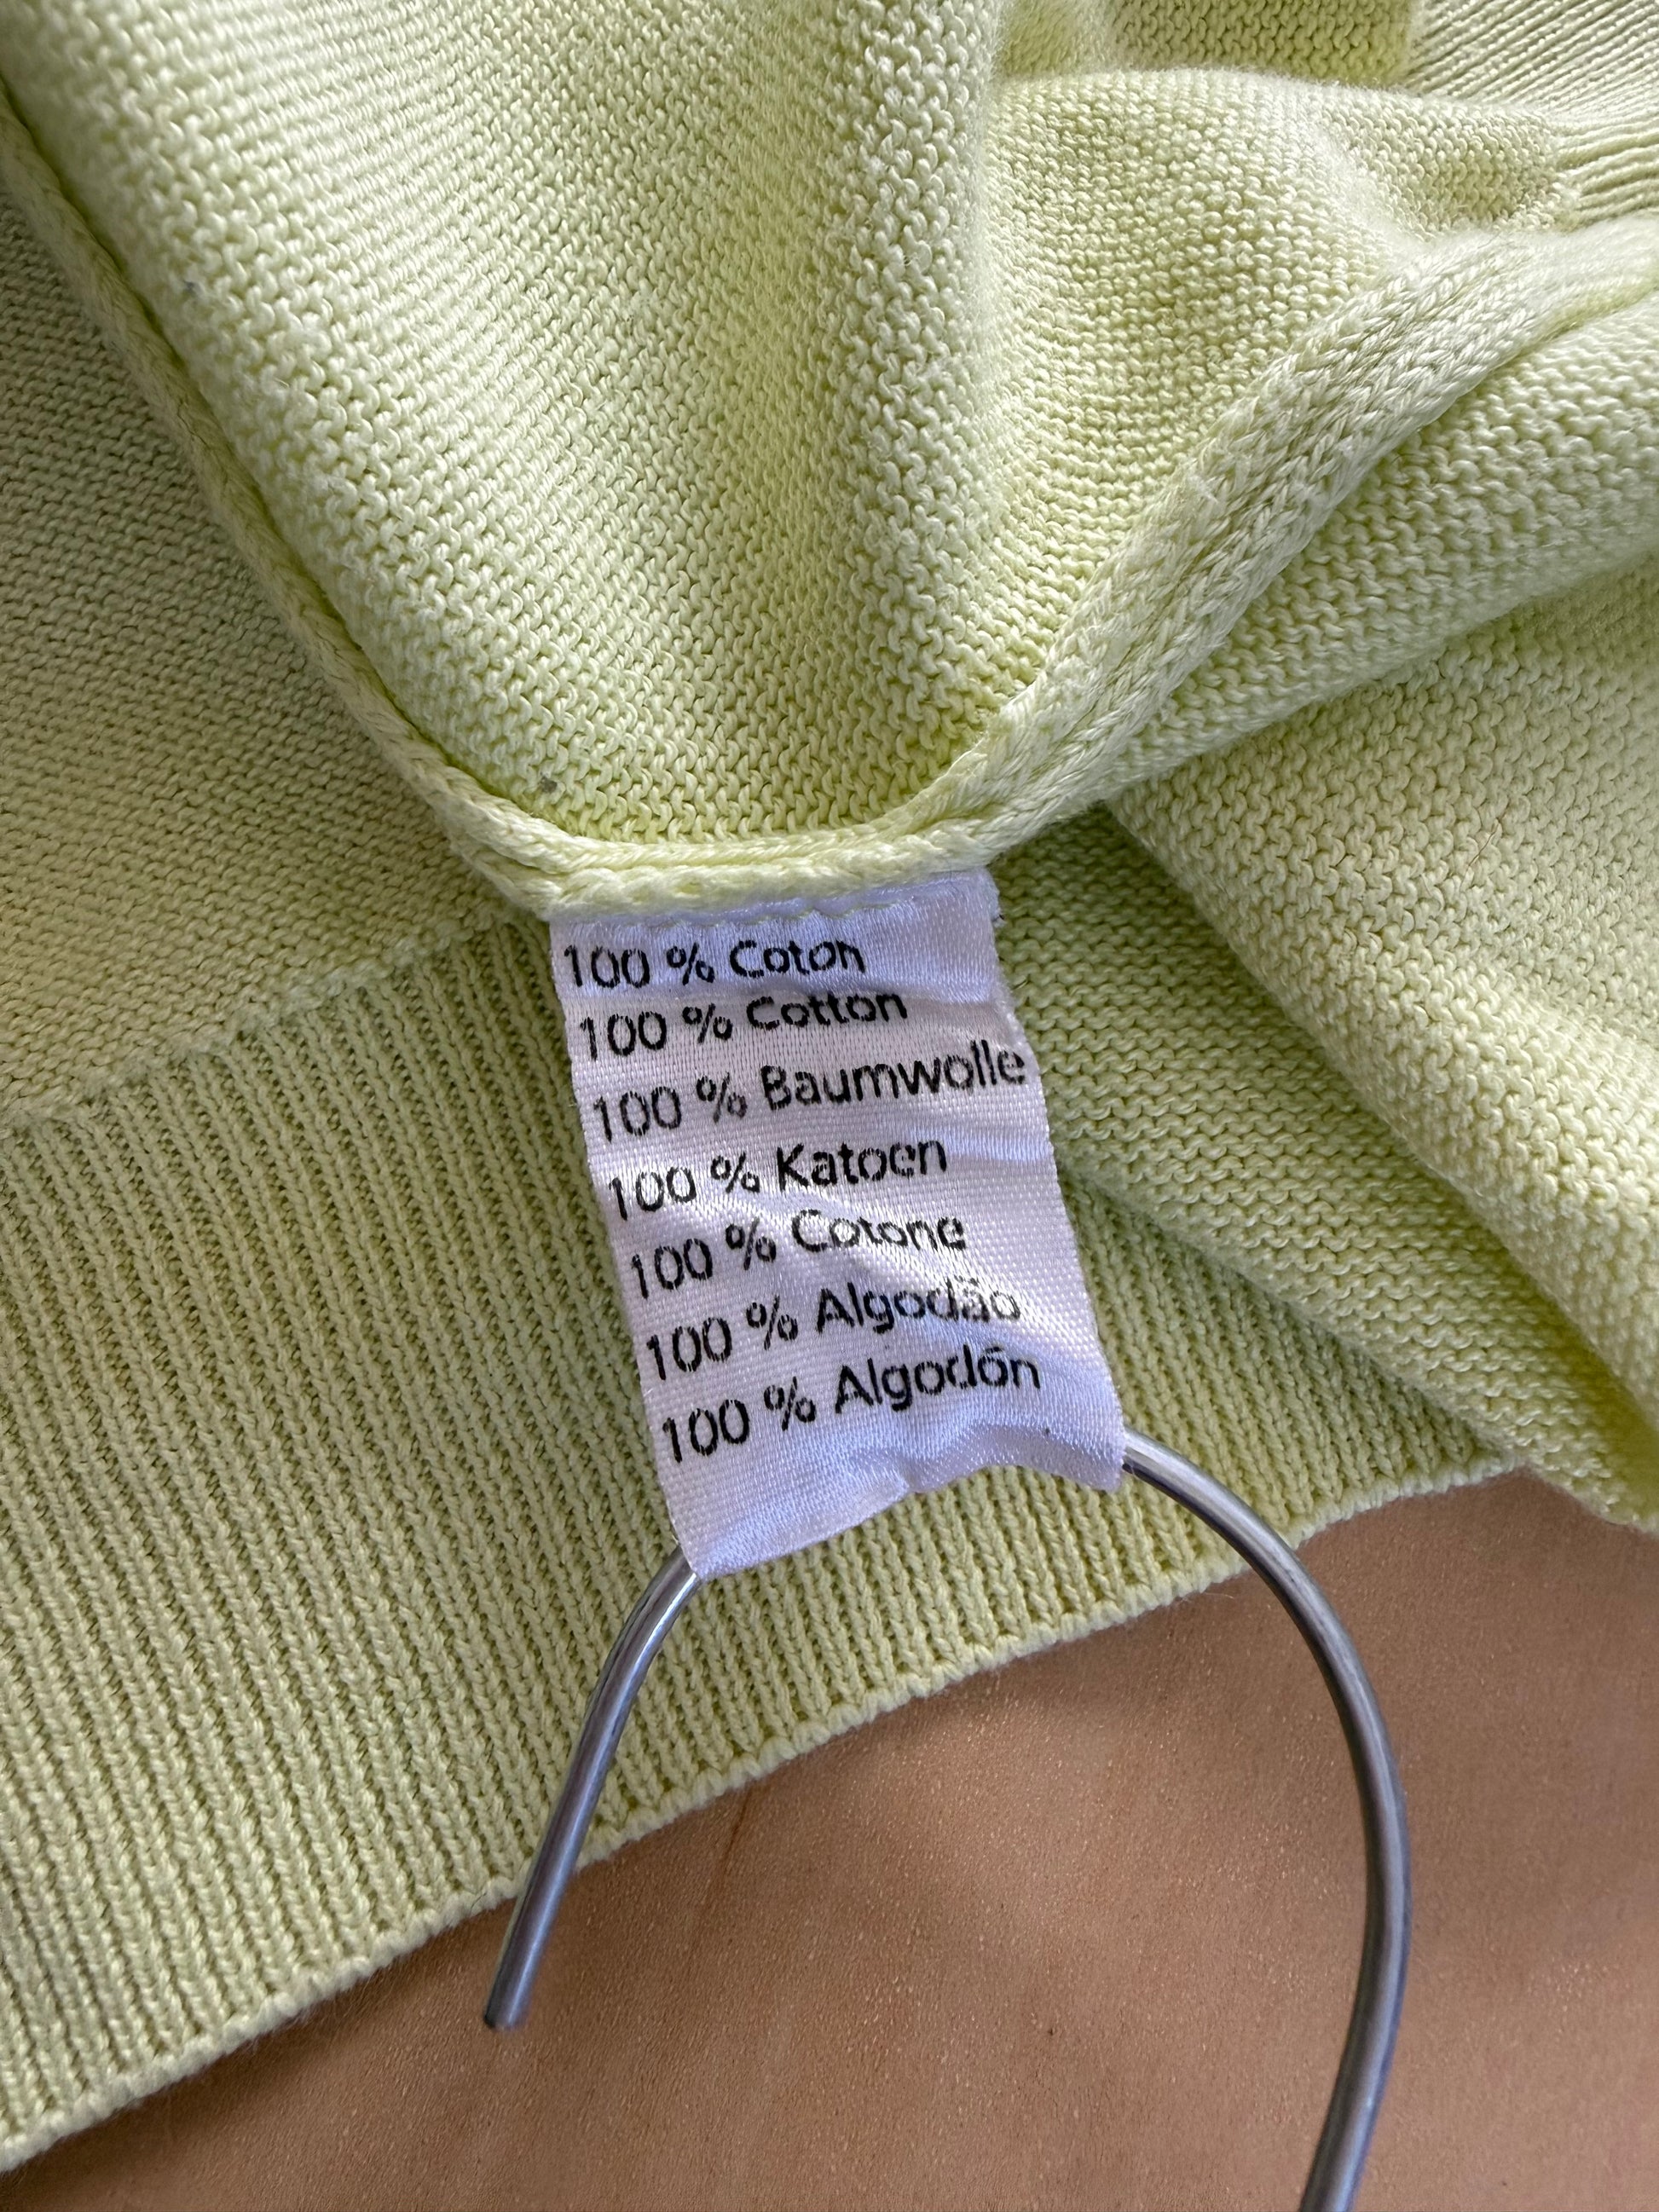 100 % Coton
100 % Cotton
100 % Baumwolle
100 % Katoen
100 % Cotone
100 % Algodão
100 % Algodón